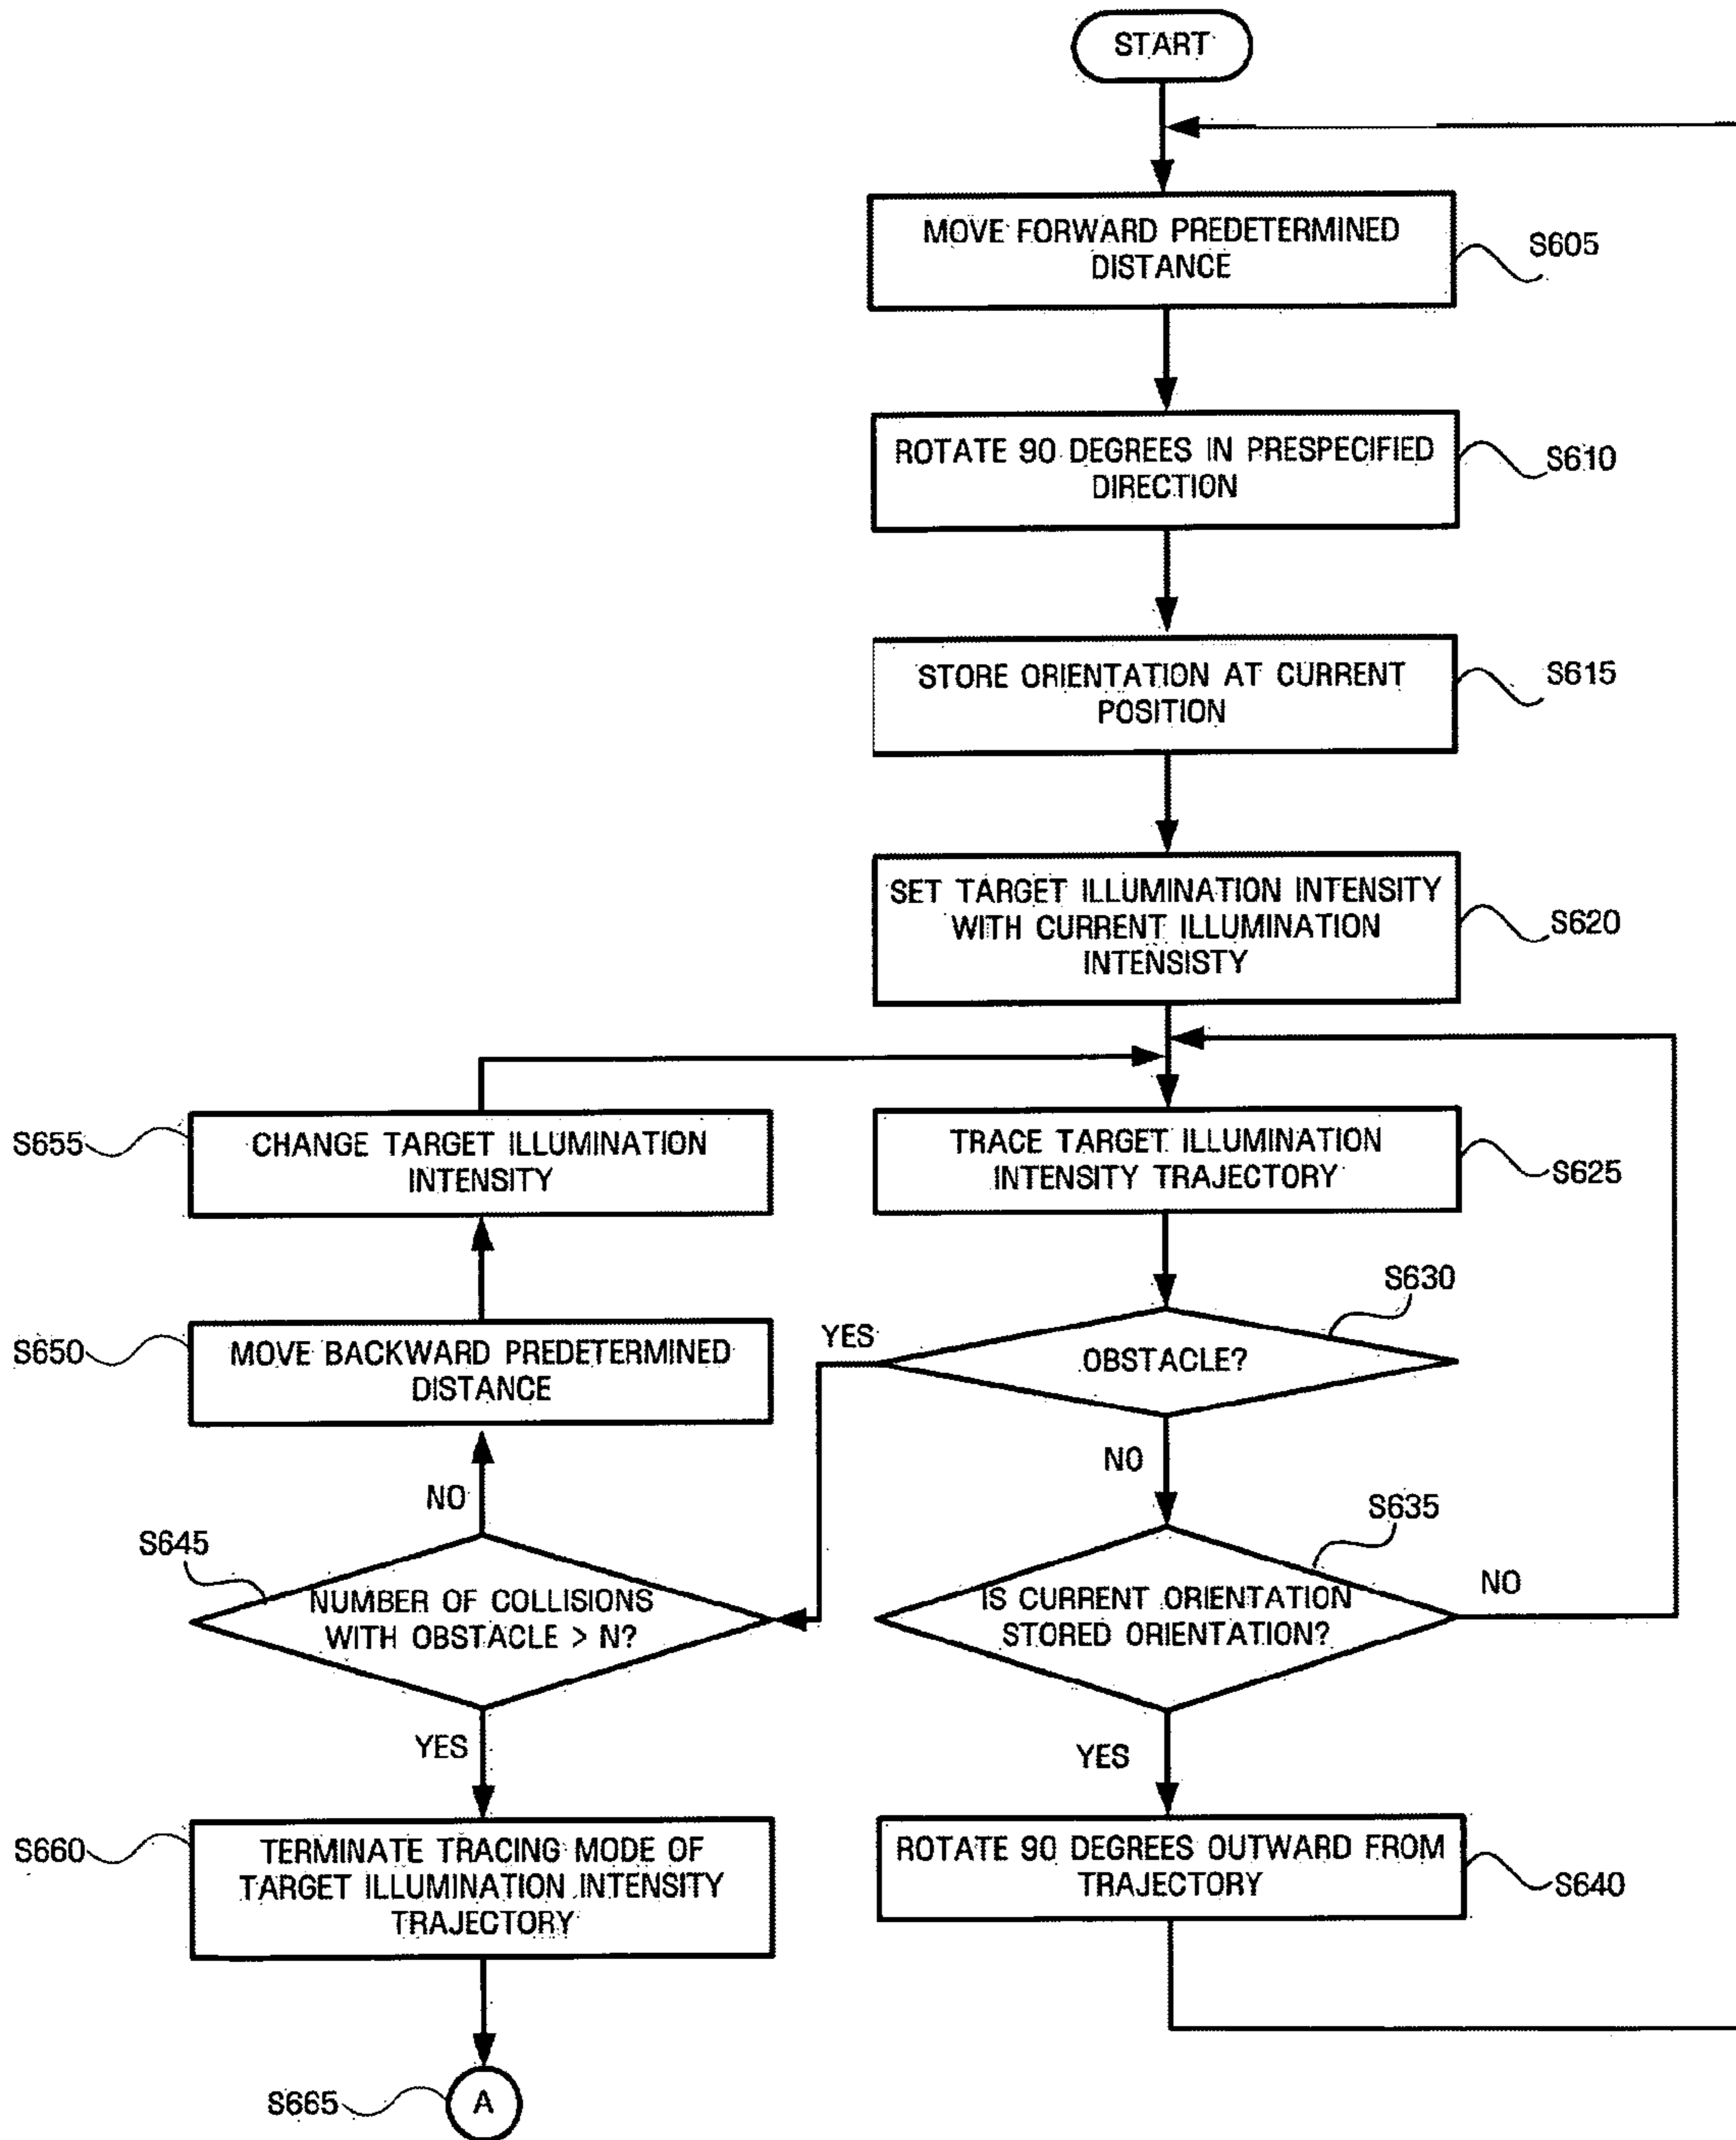 START
MOVE FORWARD PREDETERMINED
DISTANCE
S605
ROTATE 90 DEGREES IN PRESPECIFIED
DIRECTION
S610
STORE ORIENTATION AT CURRENT
POSITION
S615
SET TARGET ILLUMINATION INTENSITY
WITH CURRENT ILLUMINATION
INTENSISTY
S620
S655
CHANGE TARGET ILLUMINATION
INTENSITY
TRACE TARGET ILLUMINATION
INTENSITY TRAJECTORY
S625
S630
YES
OBSTACLE?
S650
MOVE BACKWARD PREDETERMINED
DISTANCE
NO
NO
S635
S645
NUMBER OF COLLISIONS
WITH OBSTACLE > N?
IS CURRENT ORIENTATION
STORED ORIENTATION?
NO
YES
YES
S660
TERMINATE TRACING MODE OF
TARGET ILLUMINATION INTENSITY
TRAJECTORY
ROTATE 90 DEGREES OUTWARD FROM
TRAJECTORY
S640
S665
A